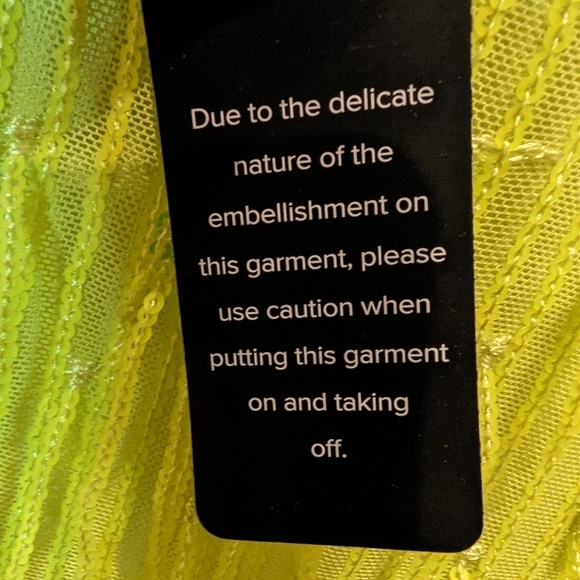 Due to the delicate
nature of the
embellishment on
this garment, please
use caution when
putting this garment
on and taking
off.